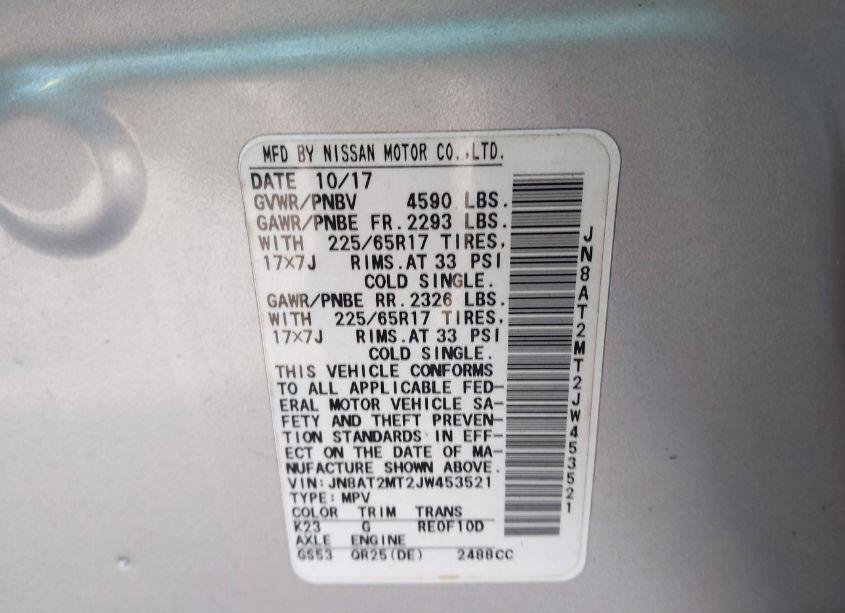 MFD BY NISSAN MOTOR CO.,LTD.
DATE 10/17
GVWR/PNBV 4590 LBS.
GAWR/PNBE FR.2293 LBS.
WITH 225/65R17 TIRES,
17X7J RIMS.AT 33 PSI
COLD SINGLE.
GAWR/PNBE RR.2326 LBS.
WITH 225/65R17 TIRES,
17X7J RIMS.AT 33 PSI
COLD SINGLE.
THIS VEHICLE CONFORMS
TO ALL APPLICABLE FED-
ERAL MOTOR VEHICLE SA-
FETY AND THEFT PREVEN-
TION STANDARDS IN EFF-
ECT ON THE DATE OF MA-
NUFACTURE SHOWN ABOVE.
VIN:JN8AT2MT2JW453521
TYPE:MPV
COLOR TRIM TRANS
K23 G RE0F10D
AXLE ENGINE
GS53 QR25(DE) 2488CC
JN8AT2MT2JW453521